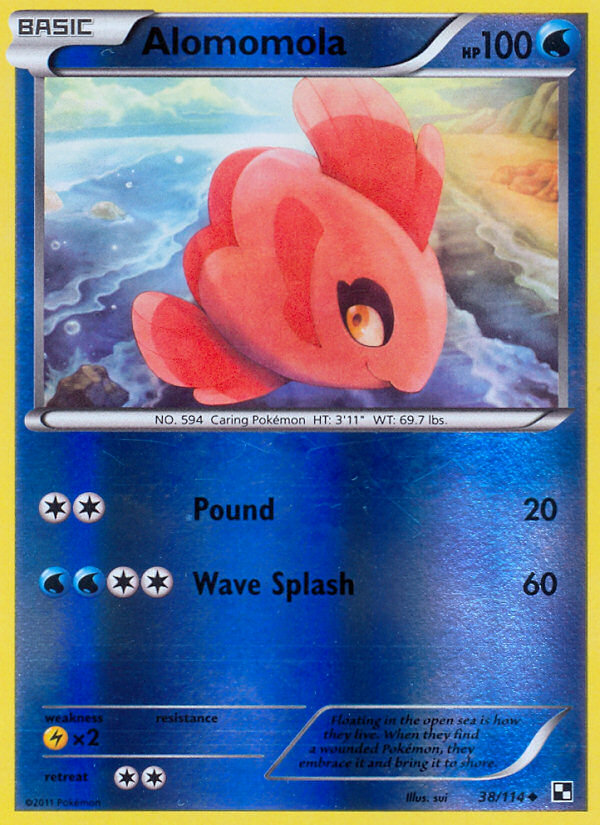 BASIC
Alomomola
HP100
NO. 594 Caring Pokémon HT: 3'11" WT: 69.7 lbs.
Pound 20
Wave Splash 60
weakness resistance
×2
Floating in the open sea is how
they live. When they find
a wounded Pokémon, they
embrace it and bring it to shore.
retreat
©2011 Pokémon
Illus. sui 38/114